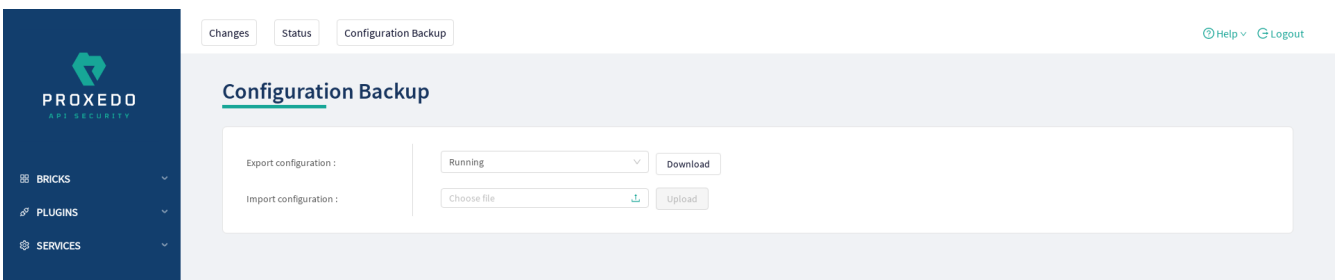 Changes Status Configuration Backup Help Logout
PROXEDO
API SECURITY
Configuration Backup
Export configuration : Running Download
BRICKS
Import configuration : Choose file Upload
PLUGINS
SERVICES